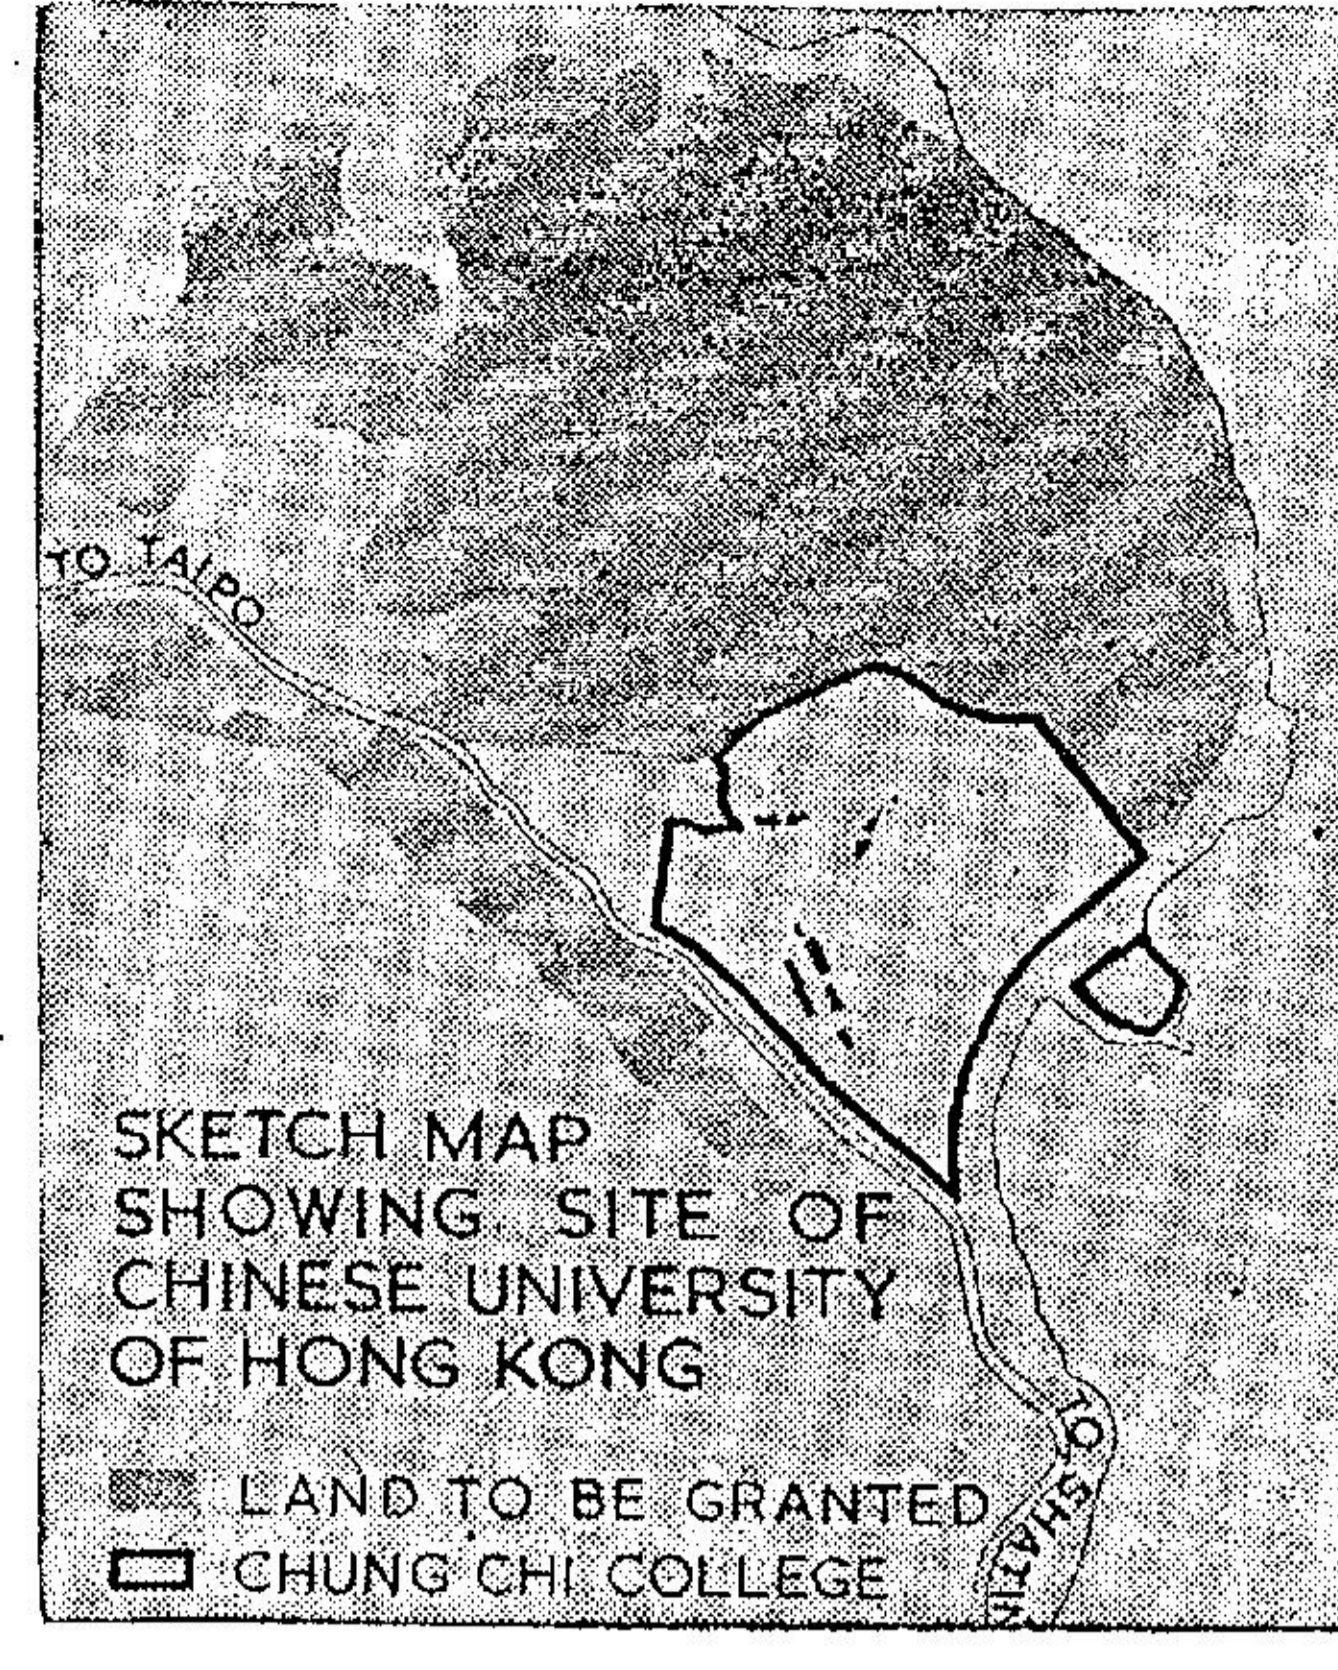 TO TAIPO
SKETCH MAP
SHOWING SITE OF
CHINESE UNIVERSITY
OF HONG KONG
TO SHATIN
LAND TO BE GRANTED
CHUNG CHI COLLEGE